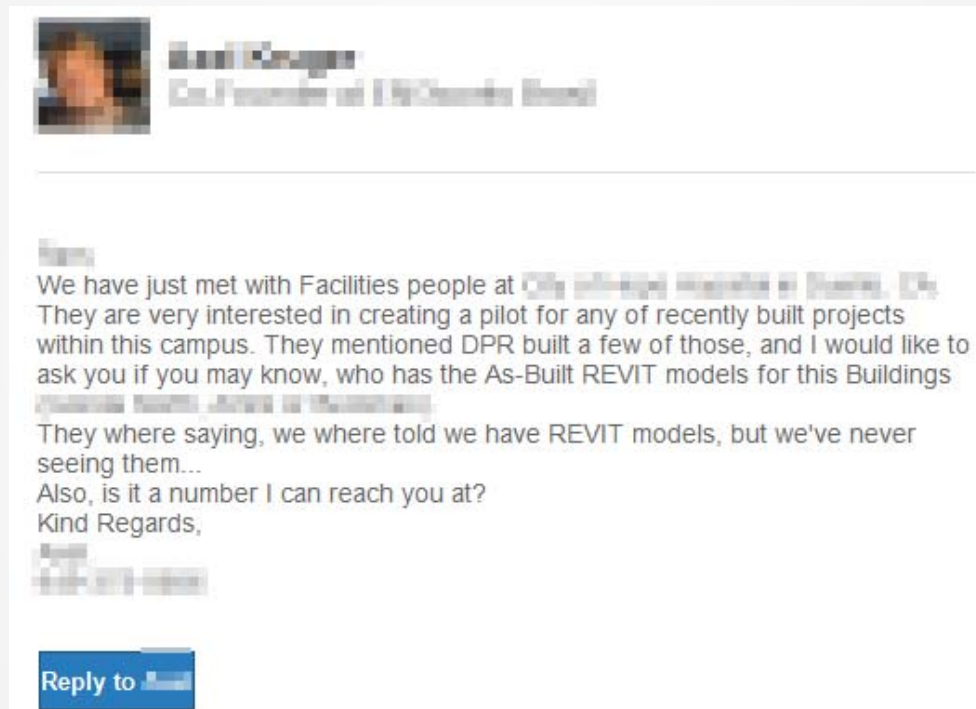 We have just met with Facilities people at
They are very interested in creating a pilot for any of recently built projects
within this campus. They mentioned DPR built a few of those, and I would like to
ask you if you may know, who has the As-Built REVIT models for this Buildings
They where saying, we where told we have REVIT models, but we've never
seeing them...
Also, is it a number I can reach you at?
Kind Regards,
Reply to